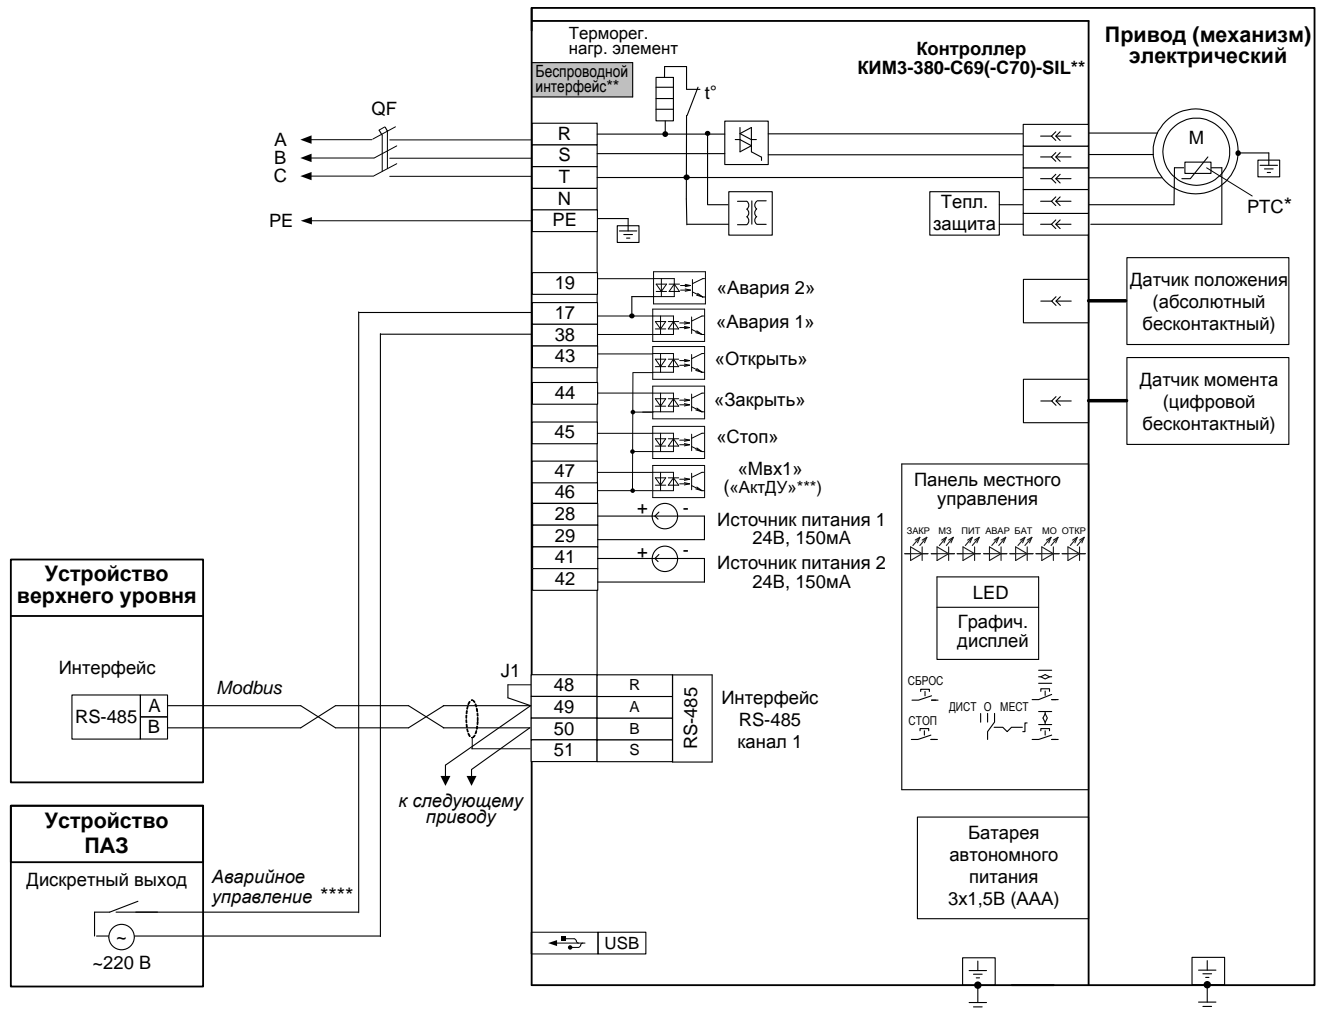 Терморег.
нагр. элемент
Беспроводной
интерфейс**
Контроллер
КИМ3-380-С69(-С70)-SIL**
Привод (механизм)
электрический
QF
t°
A
B
C
PE
R
S
T
N
PE
Тепл.
защита
M
РТС*
19
17
38
43
44
45
47
46
28
29
41
42
«Авария 2»
«Авария 1»
«Открыть»
«Закрыть»
«Стоп»
«Мвх1»
(«АктДУ»***)
+ -
Источник питания 1
24В, 150мА
+ -
Источник питания 2
24В, 150мА
Датчик положения
(абсолютный
бесконтактный)
Датчик момента
(цифровой
бесконтактный)
Панель местного
управления
ЗАКР МЗ ПИТ АВАР БАТ МО ОТКР
LED
Графич.
дисплей
СБРОС
СТОП
ДИСТ О МЕСТ
Батарея
автономного
питания
3х1,5В (ААА)
Устройство
верхнего уровня
Интерфейс
RS-485
A
B
Modbus
J1
48 R
49 A
50 B
51 S
RS-485
Интерфейс
RS-485
канал 1
к следующему
приводу
Устройство
ПАЗ
Дискретный выход
~
~220 В
Аварийное
управление ****
USB